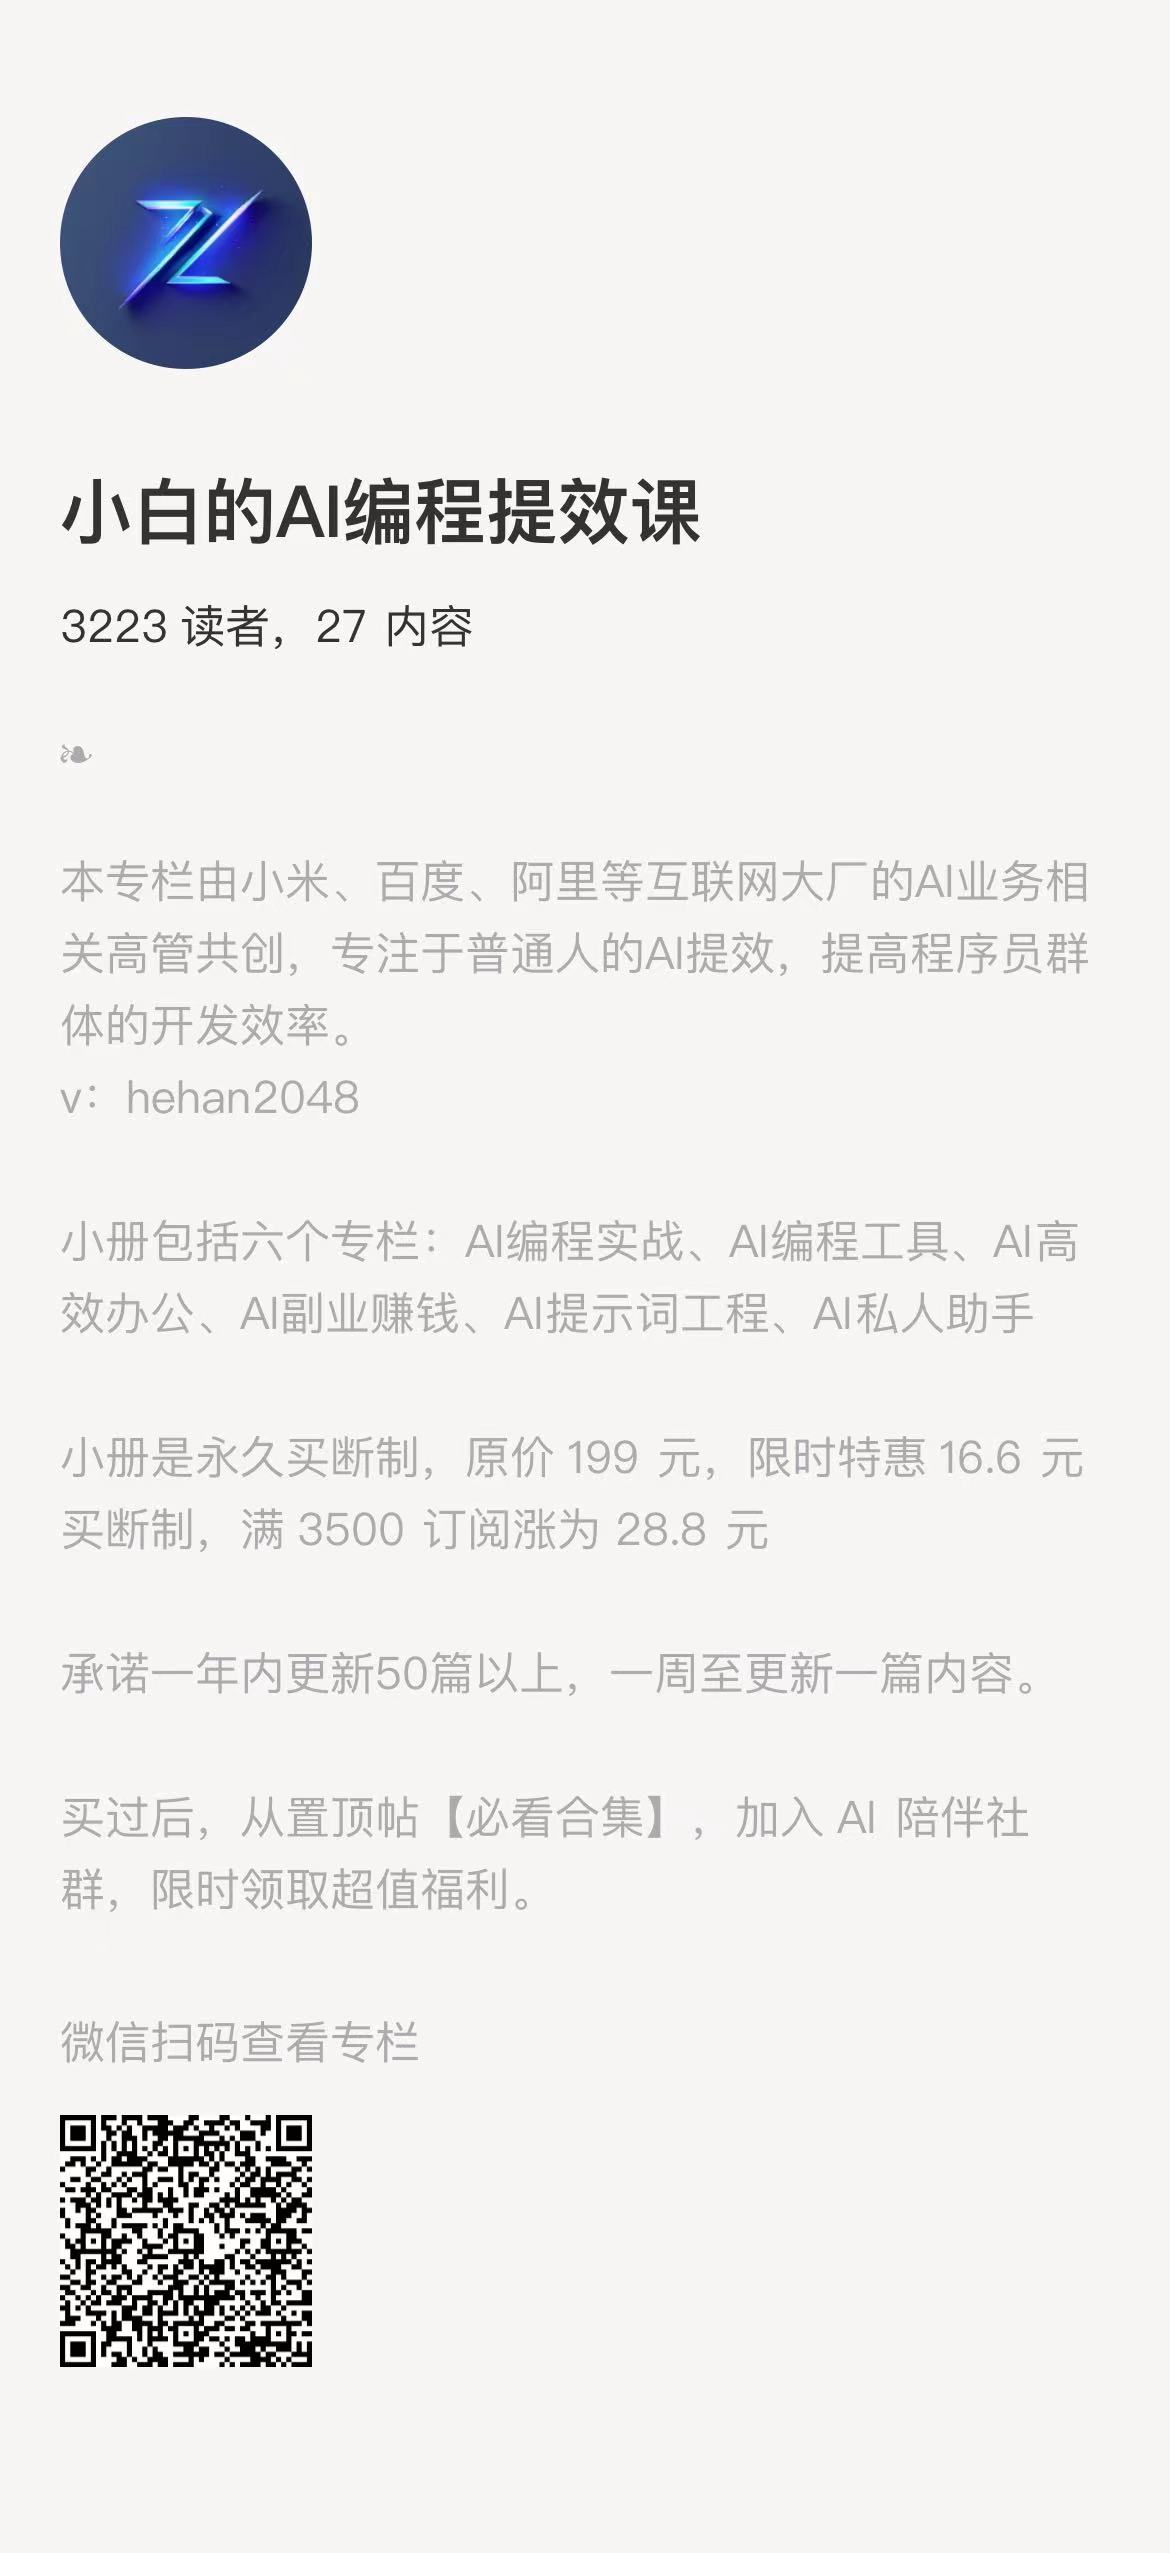 小白的AI编程提效课
3223 读者，27 内容
❧
本专栏由小米、百度、阿里等互联网大厂的AI业务相
关高管共创，专注于普通人的AI提效，提高程序员群
体的开发效率。
v：hehan2048
小册包括六个专栏：AI编程实战、AI编程工具、AI高
效办公、AI副业赚钱、AI提示词工程、AI私人助手
小册是永久买断制，原价 199 元，限时特惠 16.6 元
买断制，满 3500 订阅涨为 28.8 元
承诺一年内更新50篇以上，一周至更新一篇内容。
买过后，从置顶帖【必看合集】，加入 AI 陪伴社
群，限时领取超值福利。
微信扫码查看专栏